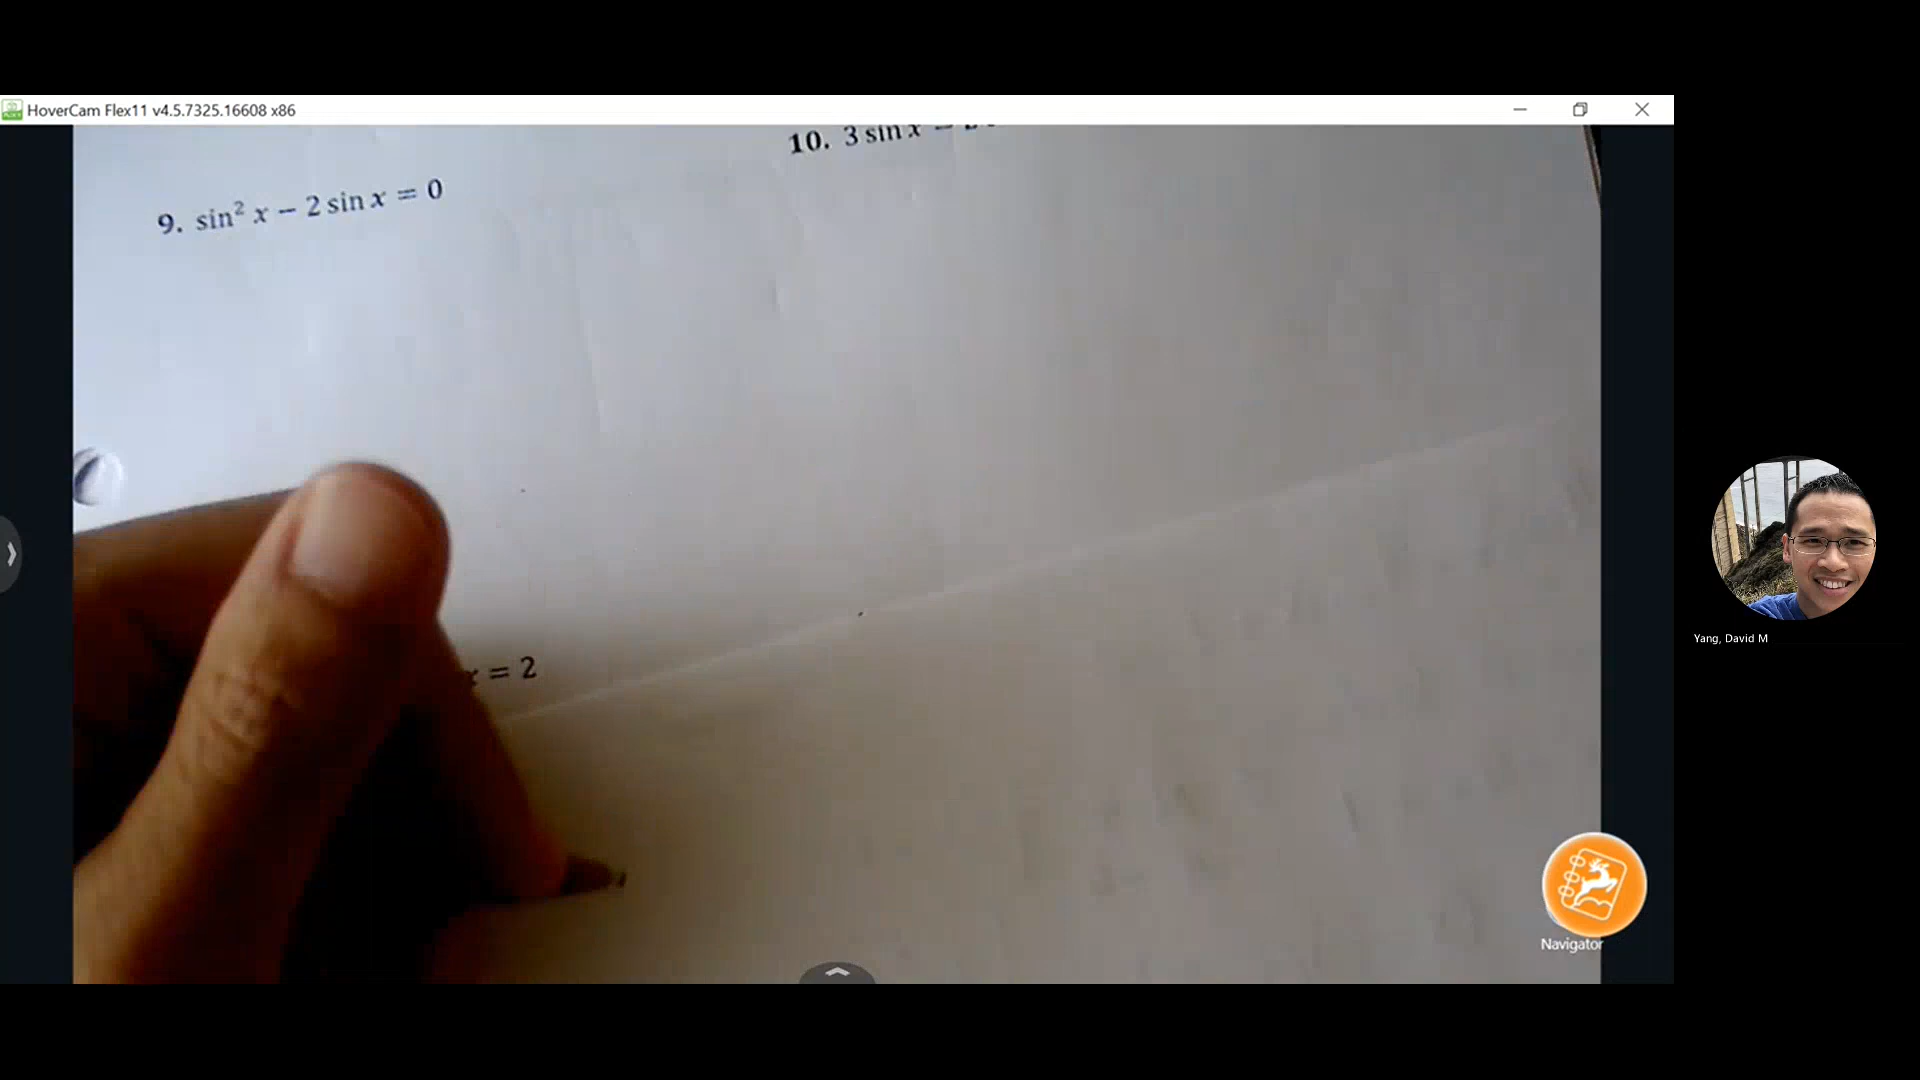 HoverCam Flex11 v4.5.7325.16608 x86
10. 3 sin x −
9. sin² x − 2 sin x = 0
x = 2
Yang, David M
Navigator